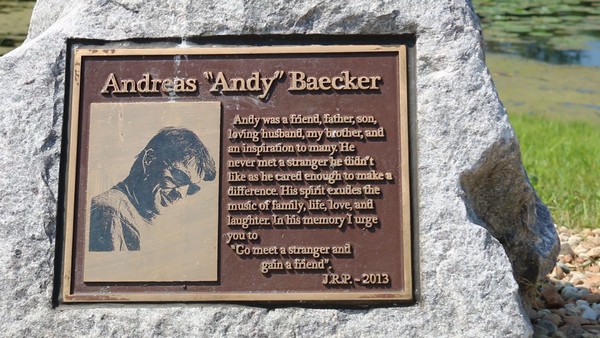 Andreas "Andy" Baecker
Andy was a friend, father, son,
loving husband, my brother, and
an inspiration to many. He
never met a stranger he didn't
like as he cared enough to make a
difference. His spirit exudes the
music of family, life, love, and
laughter. In his memory I urge
you to
"Go meet a stranger and
gain a friend".
J.R.P. - 2013